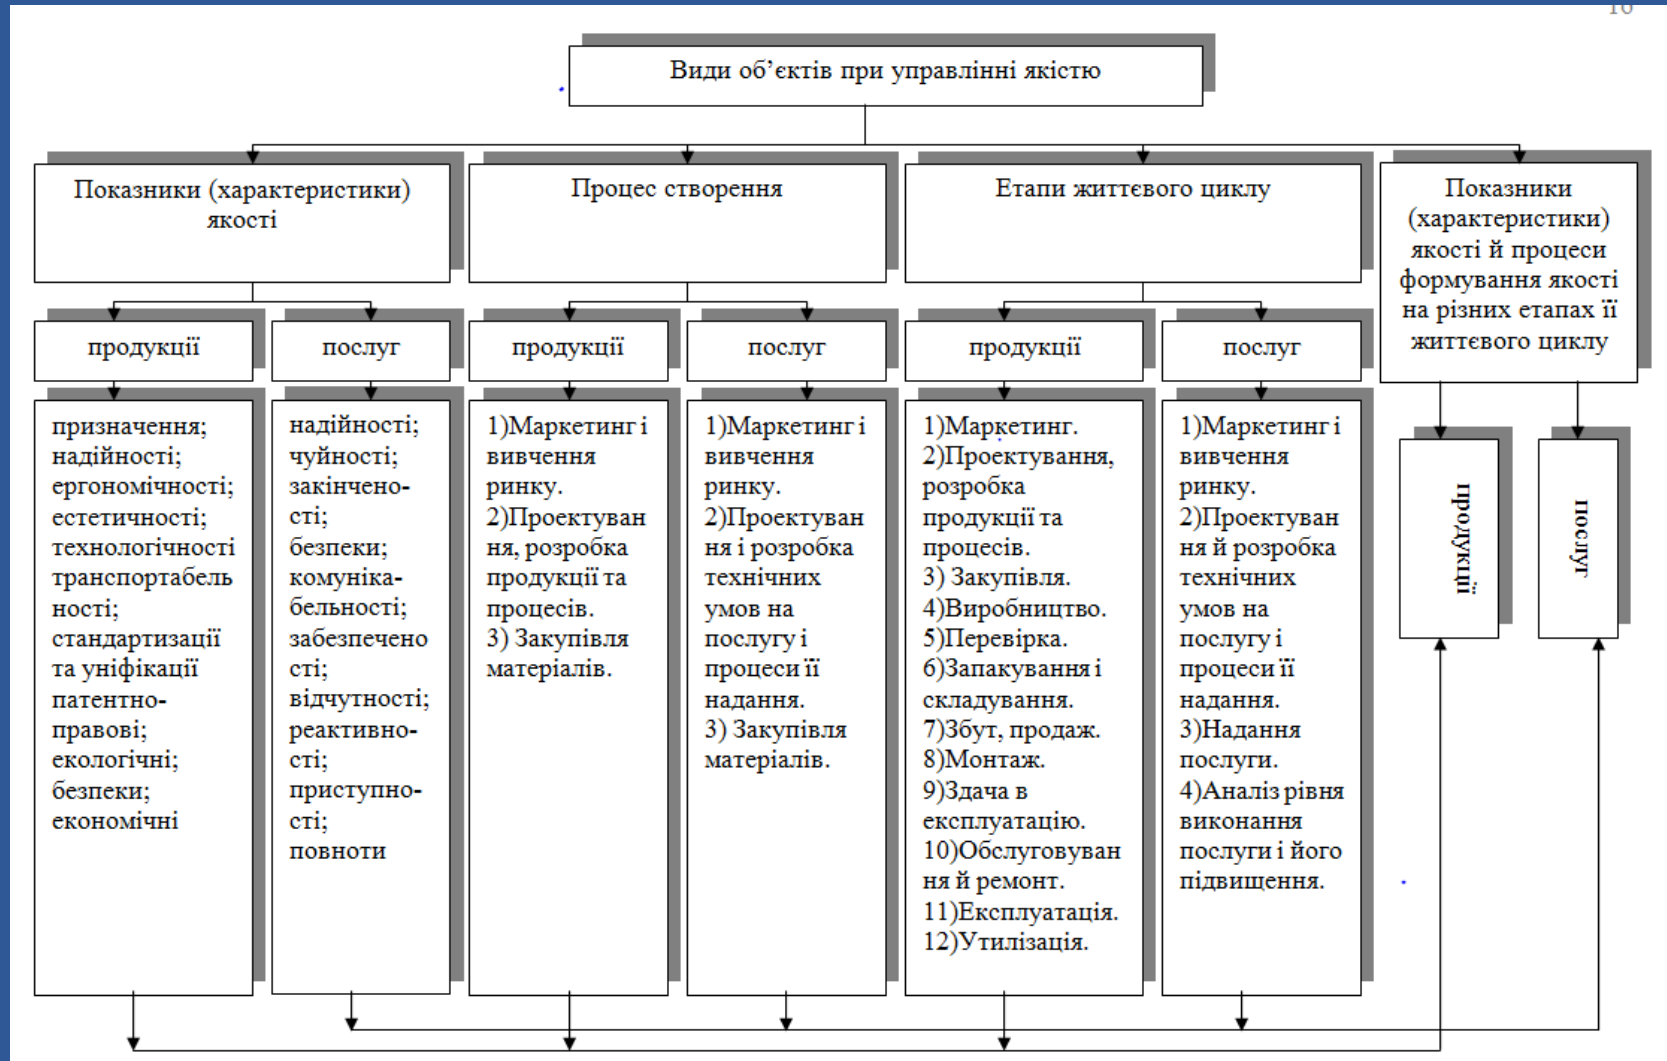 16
Види об’єктів при управлінні якістю
Показники (характеристики)
якості
Процес створення
Етапи життєвого циклу
Показники
(характеристики)
якості й процеси
формування якості
на різних етапах її
життєвого циклу
продукції
послуг
продукції
послуг
продукції
послуг
призначення;
надійності;
ергономічності;
естетичності;
технологічності
транспортабель
ності;
стандартизації
та уніфікації
патентно-
правові;
екологічні;
безпеки;
економічні
надійності;
чуйності;
закінчено-
сті;
безпеки;
комуніка-
бельності;
забезпечено
сті;
відчутності;
реактивно-
сті;
приступно-
сті;
повноти
1)Маркетинг і
вивчення
ринку.
2)Проектуван
ня, розробка
продукції та
процесів.
3) Закупівля
матеріалів.
1)Маркетинг і
вивчення
ринку.
2)Проектуван
ня і розробка
технічних
умов на
послугу і
процеси її
надання.
3) Закупівля
матеріалів.
1)Маркетинг.
2)Проектування,
розробка
продукції та
процесів.
3) Закупівля.
4)Виробництво.
5)Перевірка.
6)Запакування і
складування.
7)Збут, продаж.
8)Монтаж.
9)Здача в
експлуатацію.
10)Обслуговуван
ня й ремонт.
11)Експлуатація.
12)Утилізація.
1)Маркетинг і
вивчення
ринку.
2)Проектуван
ня й розробка
технічних
умов на
послугу і
процеси її
надання.
3)Надання
послуги.
4)Аналіз рівня
виконання
послуги і його
підвищення.
продукції
послуг